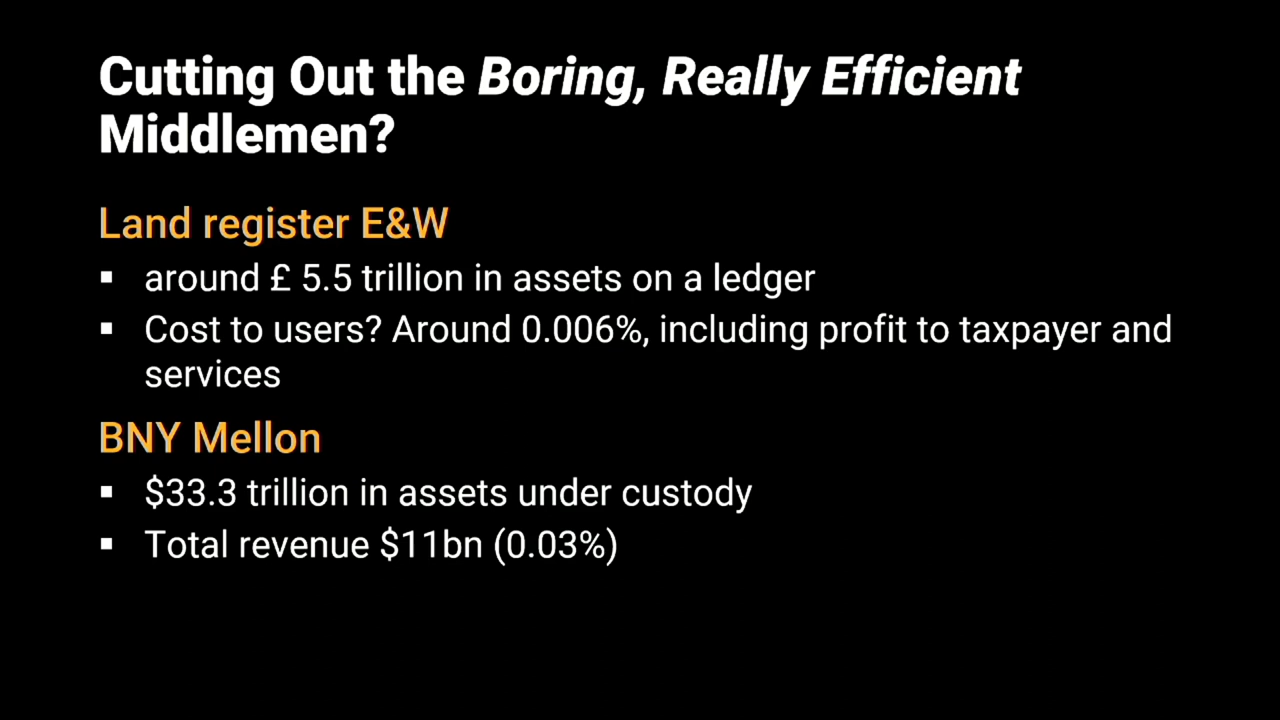 Cutting Out the Boring, Really Efficient
Middlemen?
Land register E&W
▪ around £ 5.5 trillion in assets on a ledger
▪ Cost to users? Around 0.006%, including profit to taxpayer and
services
BNY Mellon
▪ $33.3 trillion in assets under custody
▪ Total revenue $11bn (0.03%)